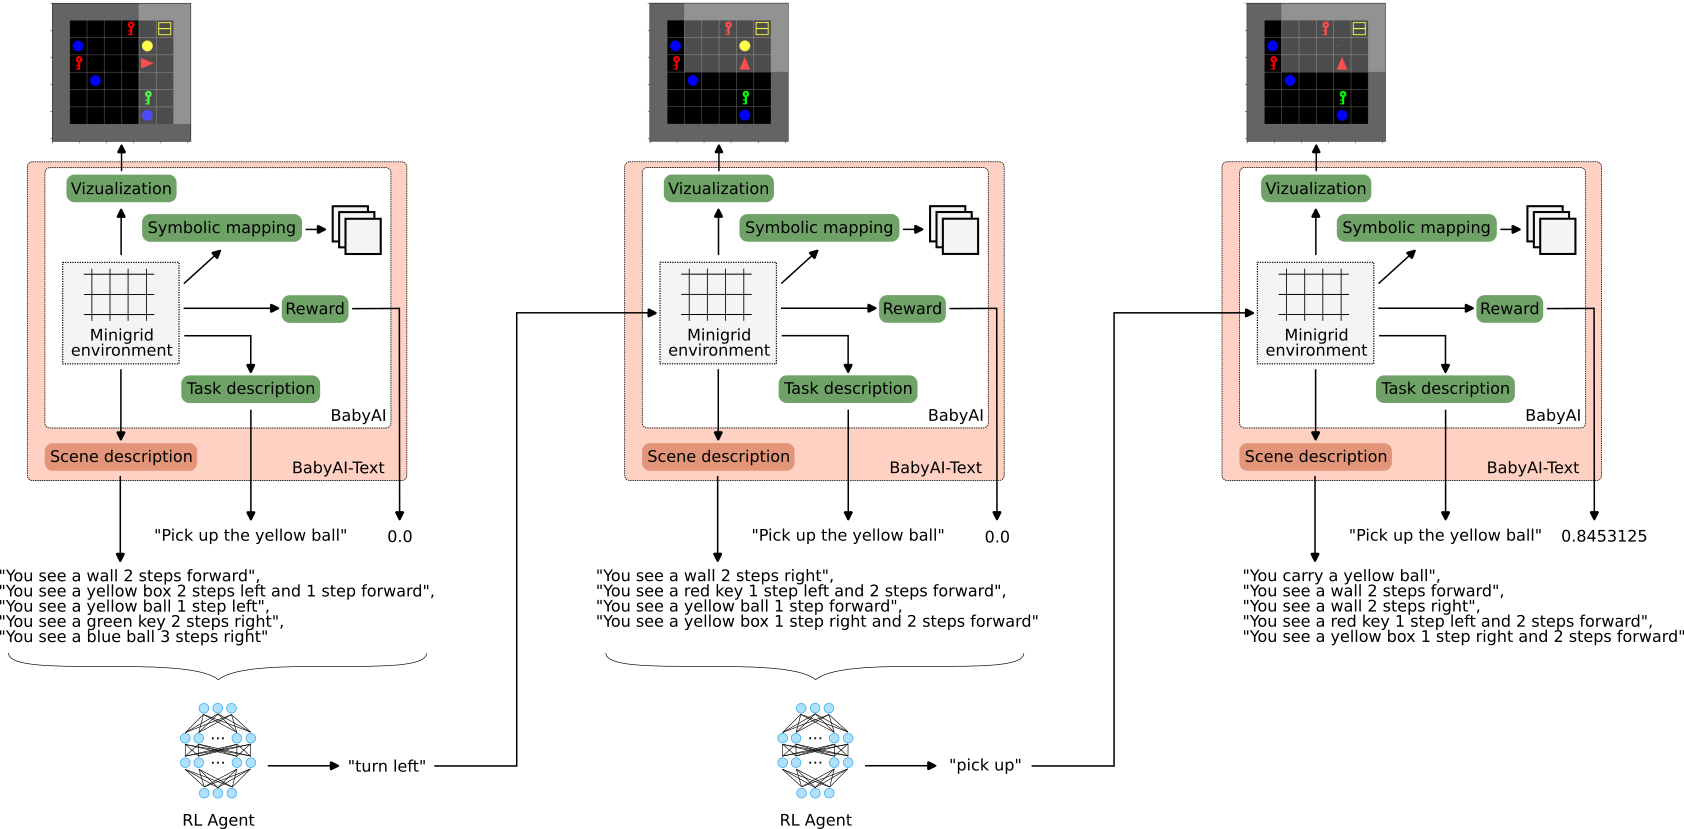 Vizualization
Symbolic mapping
Reward
Minigrid
environment
Task description
BabyAI
Scene description
BabyAI-Text
"Pick up the yellow ball"
0.0
"You see a wall 2 steps forward",
"You see a yellow box 2 steps left and 1 step forward",
"You see a yellow ball 1 step left",
"You see a green key 2 steps right",
"You see a blue ball 3 steps right"
...
...
"turn left"
RL Agent
Vizualization
Symbolic mapping
Reward
Minigrid
environment
Task description
BabyAI
Scene description
BabyAI-Text
"Pick up the yellow ball"
0.0
"You see a wall 2 steps right",
"You see a red key 1 step left and 2 steps forward",
"You see a yellow ball 1 step forward",
"You see a yellow box 1 step right and 2 steps forward"
...
...
"pick up"
RL Agent
Vizualization
Symbolic mapping
Reward
Minigrid
environment
Task description
BabyAI
Scene description
BabyAI-Text
"Pick up the yellow ball"
0.8453125
"You carry a yellow ball",
"You see a wall 2 steps forward",
"You see a wall 2 steps right",
"You see a red key 1 step left and 2 steps forward",
"You see a yellow box 1 step right and 2 steps forward"